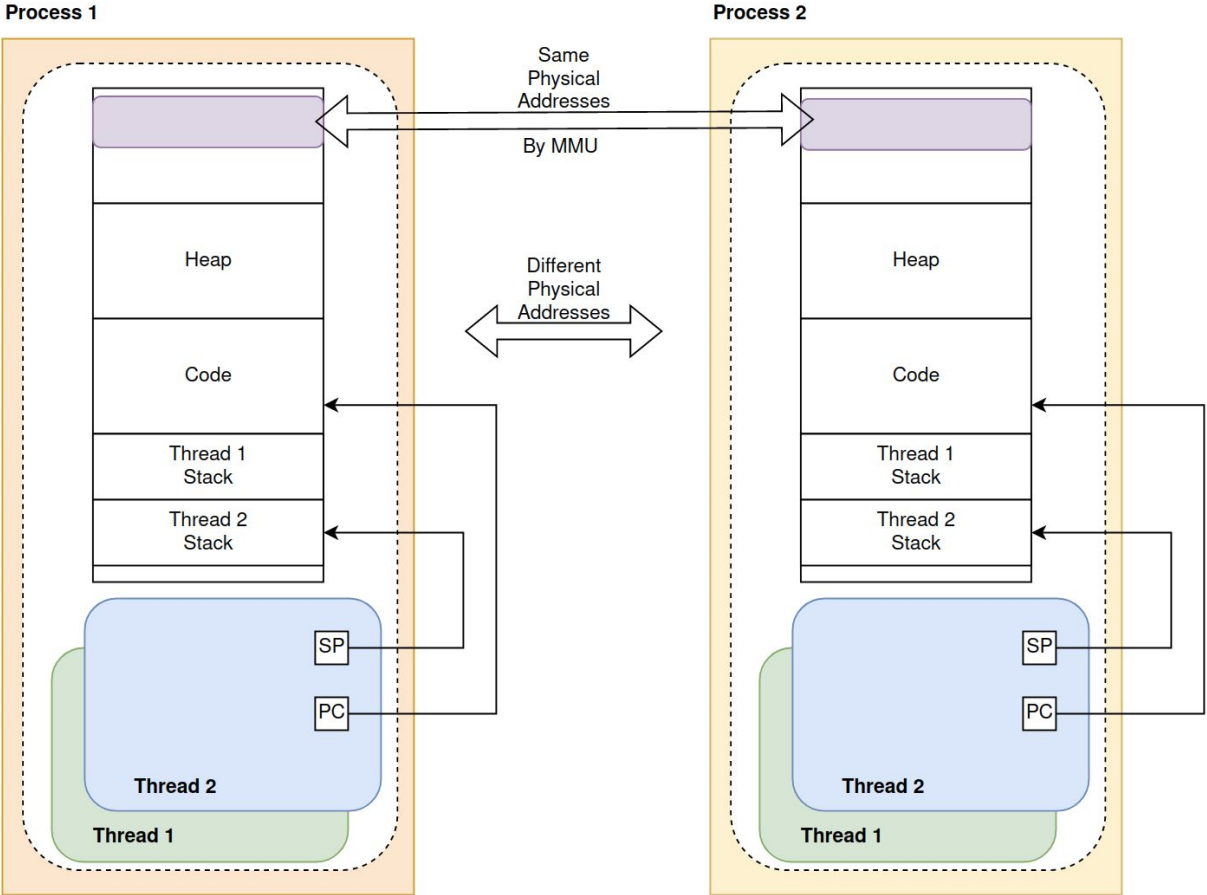 Process 1
Process 2
Same
Physical
Addresses
By MMU
Heap
Heap
Different
Physical
Addresses
Code
Code
Thread 1
Stack
Thread 1
Stack
Thread 2
Stack
Thread 2
Stack
SP
SP
PC
PC
Thread 2
Thread 2
Thread 1
Thread 1